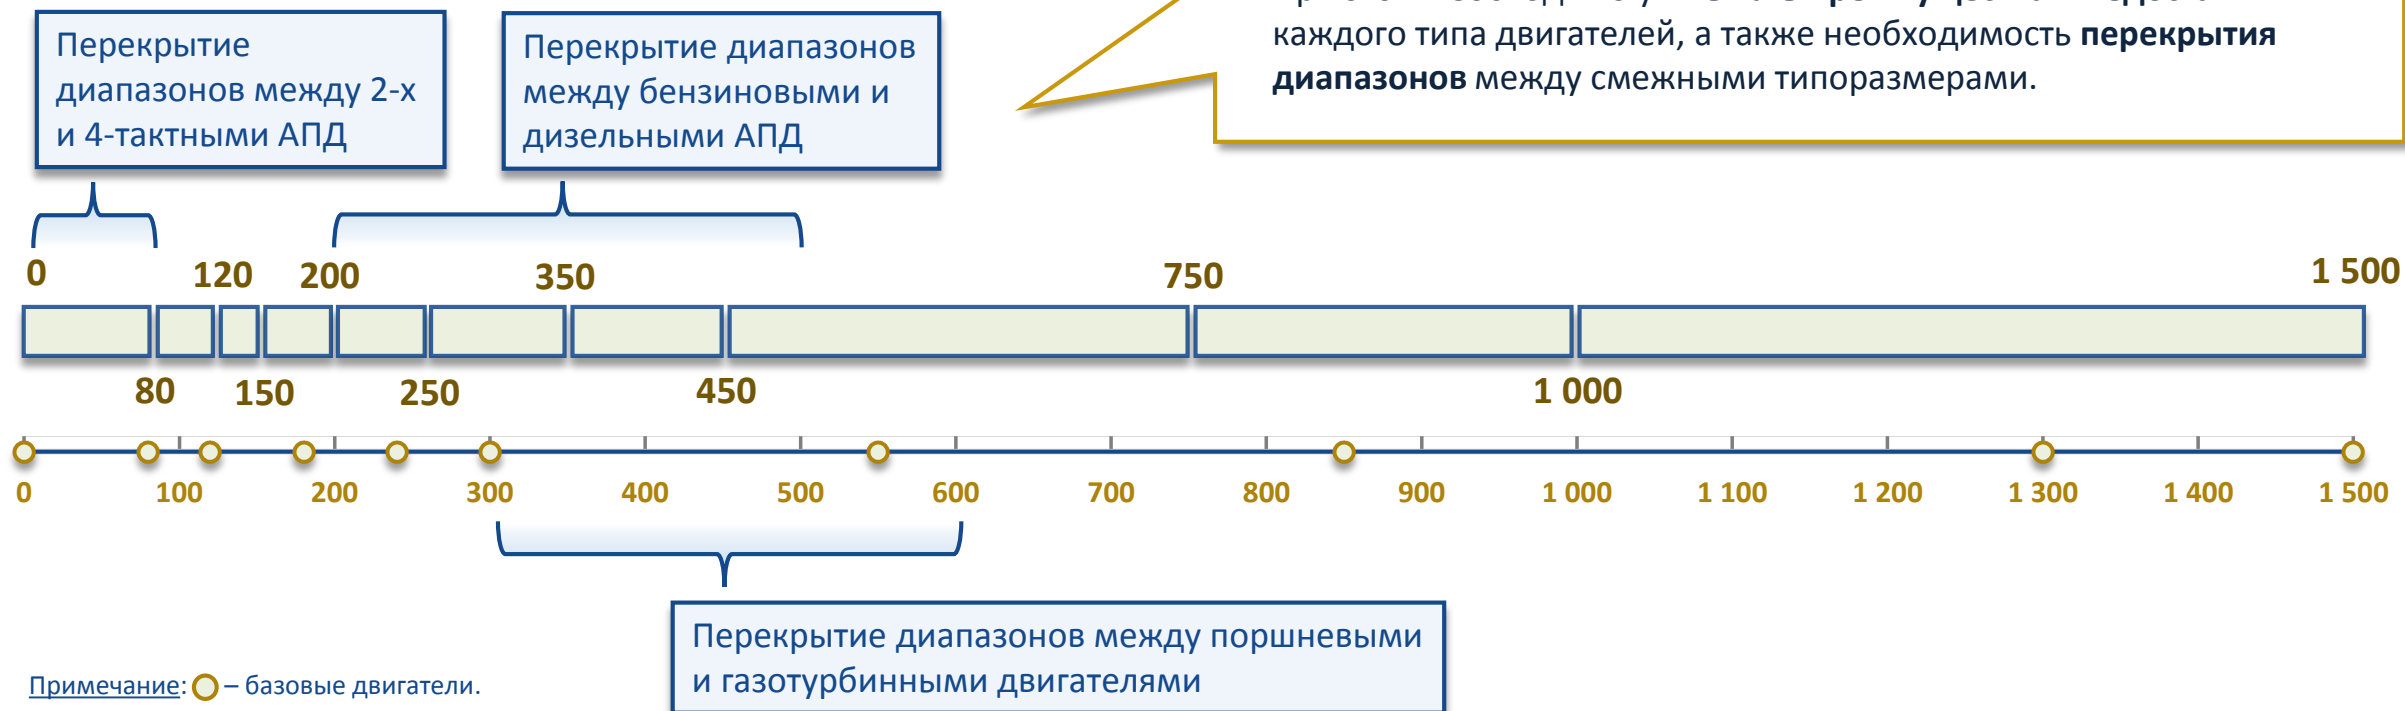 каждого типа двигателей, а также необходимость перекрытия
диапазонов между смежными типоразмерами.
Перекрытие
диапазонов между 2-х
и 4-тактными АПД
Перекрытие диапазонов
между бензиновыми и
дизельными АПД
0 120 200 350 750 1 500
80 150 250 450 1 000
0 100 200 300 400 500 600 700 800 900 1 000 1 100 1 200 1 300 1 400 1 500
Перекрытие диапазонов между поршневыми
и газотурбинными двигателями
Примечание: – базовые двигатели.